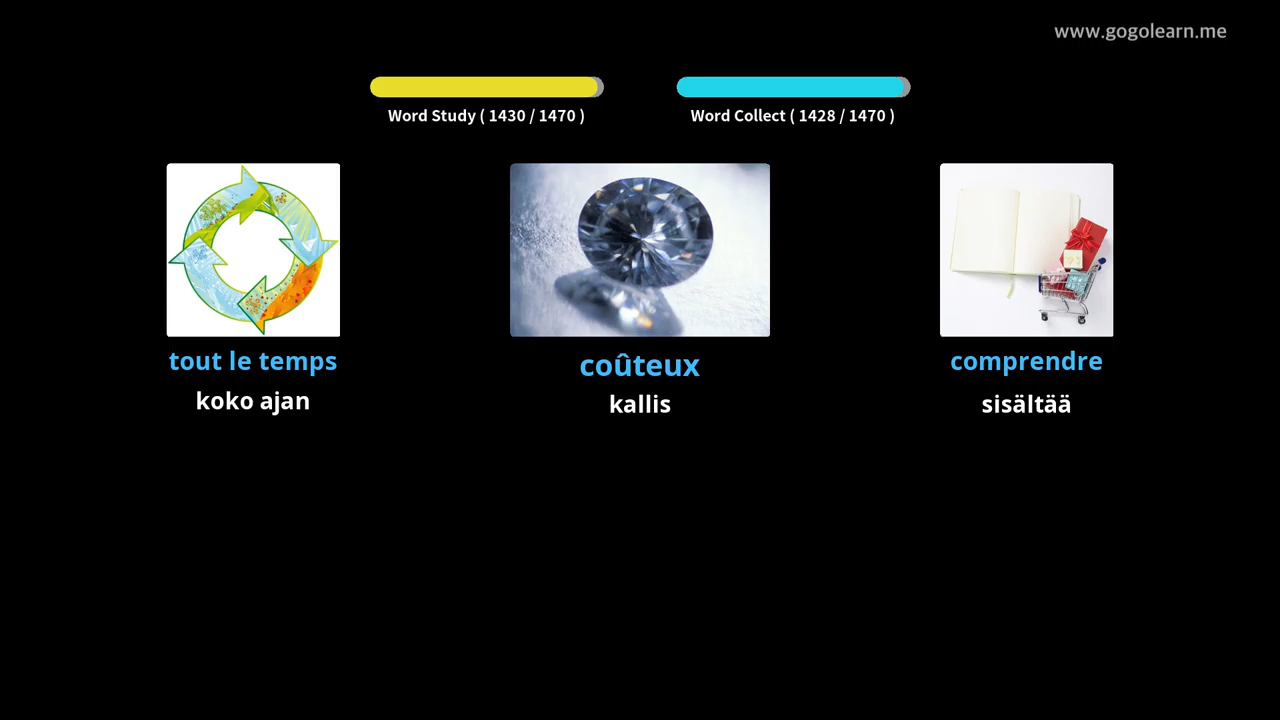 www.gogolearn.me
Word Study ( 1430 / 1470 )
Word Collect ( 1428 / 1470 )
tout le temps
koko ajan
coûteux
kallis
comprendre
sisältää